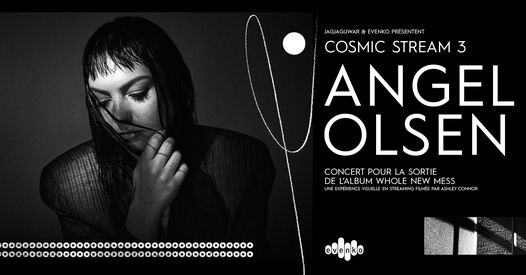 JAGJAGUWAR & EVENKO PRÉSENTENT
COSMIC STREAM 3
ANGEL
OLSEN
CONCERT POUR LA SORTIE
DE L'ALBUM WHOLE NEW MESS
UNE EXPÉRIENCE VISUELLE EN STREAMING FILMÉE PAR ASHLEY CONNOR
evenko